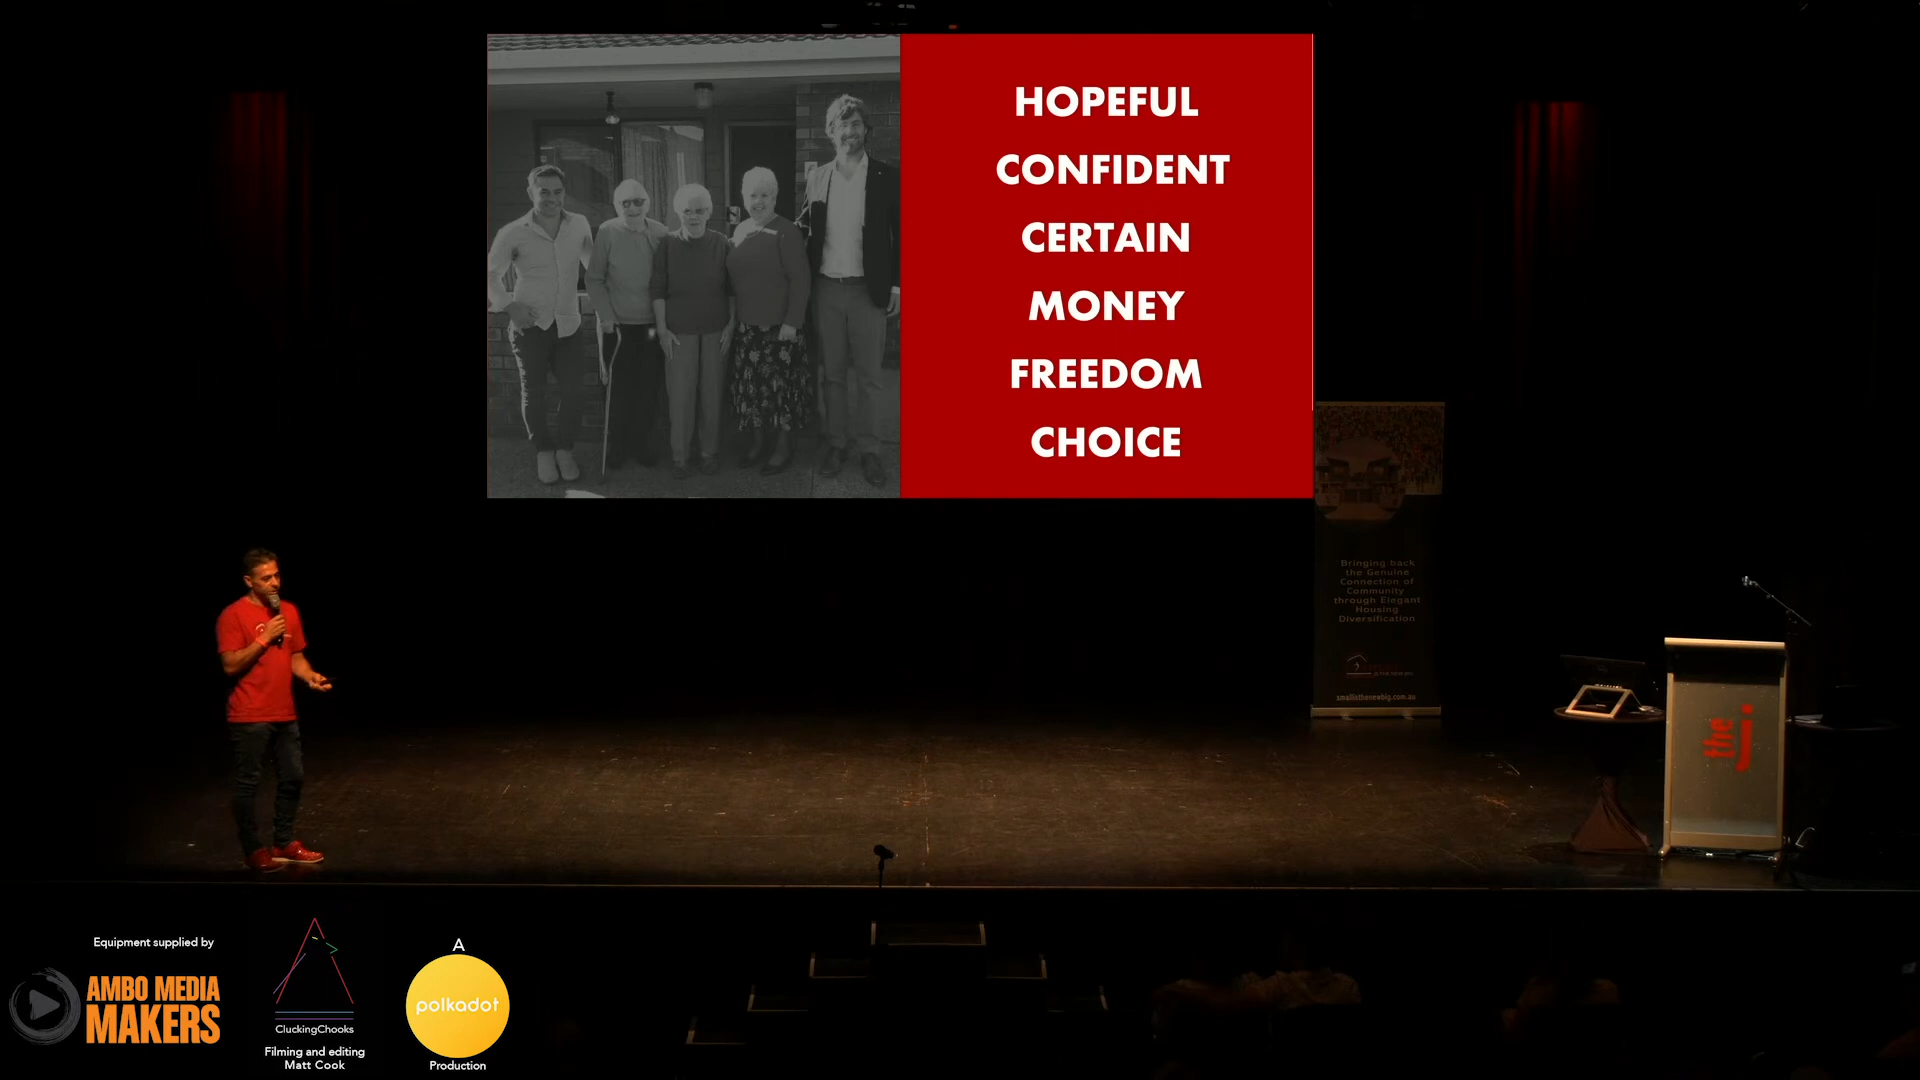 HOPEFUL
CONFIDENT
CERTAIN
MONEY
FREEDOM
CHOICE
Bringing back
the Genuine
Connection of
Community
through Elegant
Housing
Diversification
smallisthenewbig.com.au
the
Equipment supplied by
AMBO MEDIA
MAKERS
CluckingChooks
Filming and editing
Matt Cook
A
polkadot
Production